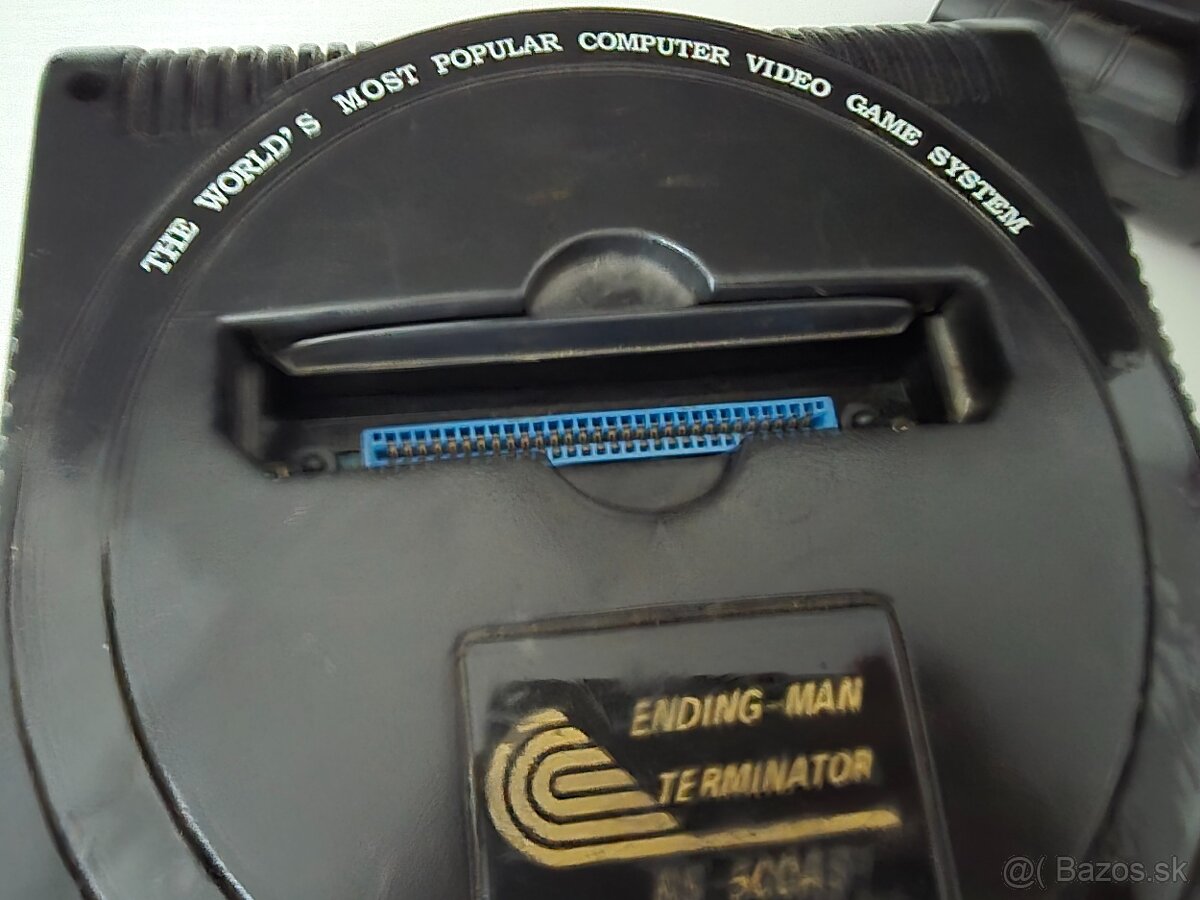 THE WORLD'S MOST POPULAR COMPUTER VIDEO GAME SYSTEM
ENDING-MAN
TERMINATOR
@( Bazos.sk